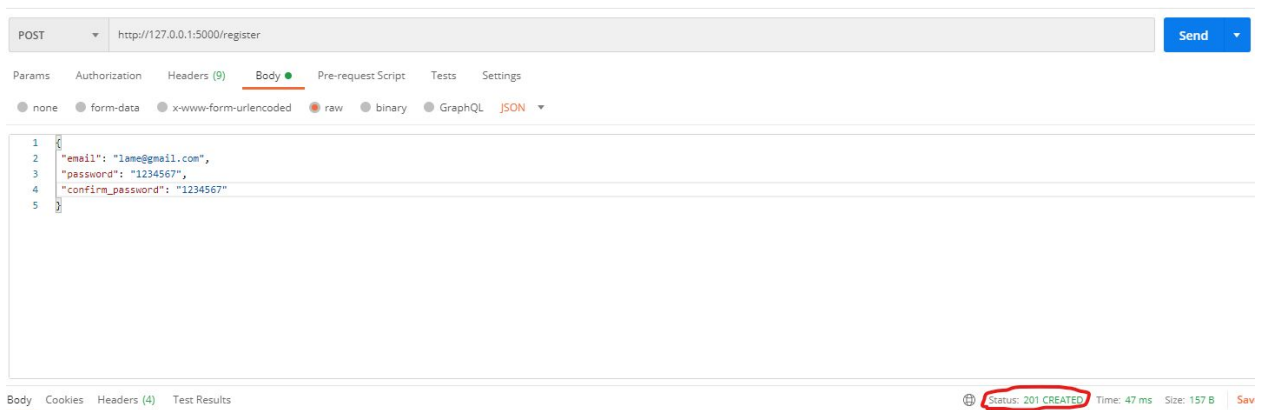 POST http://127.0.0.1:5000/register Send
Params Authorization Headers (9) Body Pre-request Script Tests Settings
none form-data x-www-form-urlencoded raw binary GraphQL JSON
1 {
2 "email": "lame@gmail.com",
3 "password": "1234567",
4 "confirm_password": "1234567"
5 }
Body Cookies Headers (4) Test Results Status: 201 CREATED Time: 47 ms Size: 157 B Sav